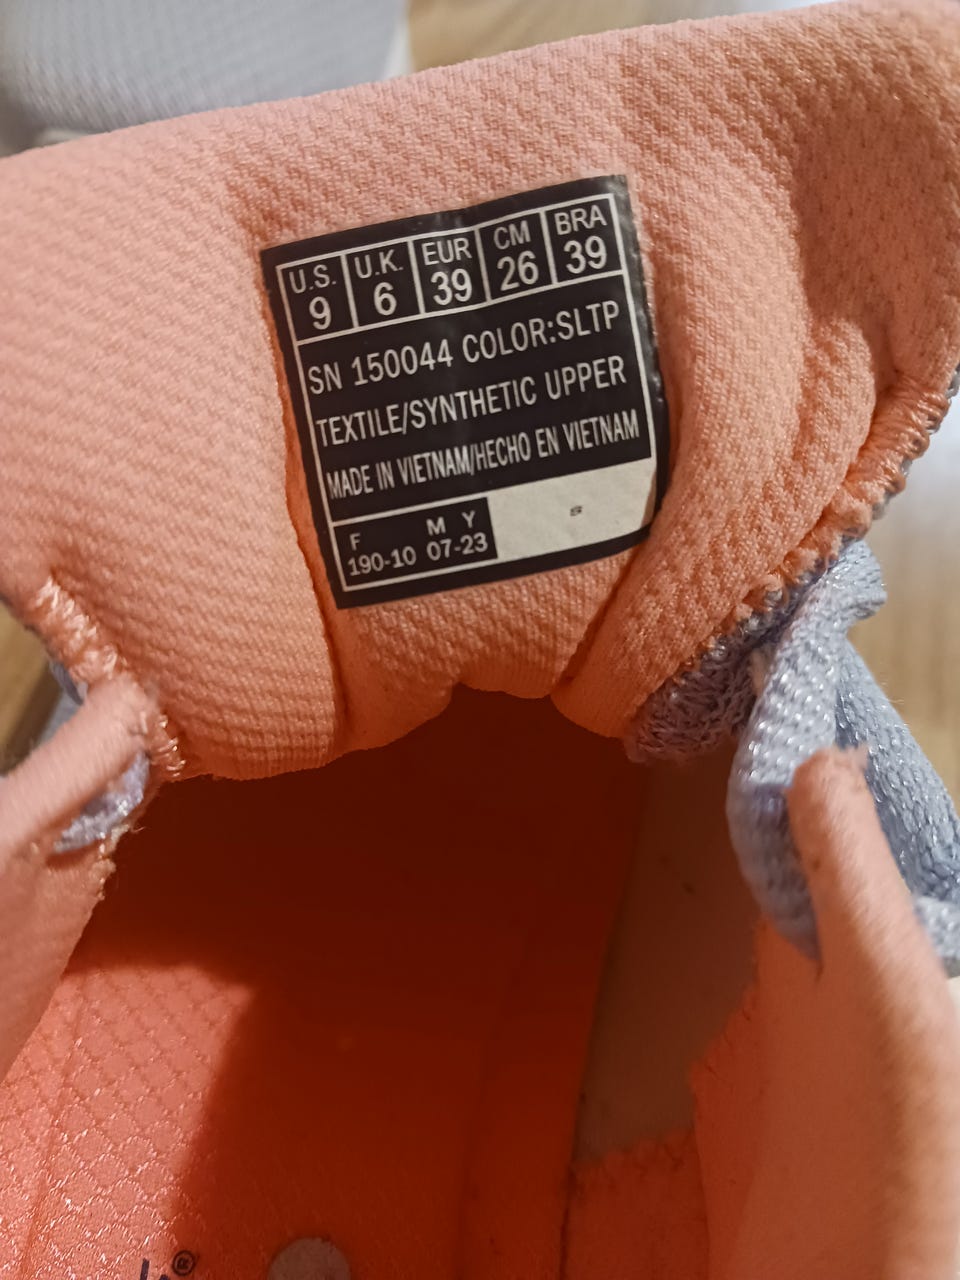 U.S. U.K. EUR CM BRA
9 6 39 26 39
SN 150044 COLOR:SLTP
TEXTILE/SYNTHETIC UPPER
MADE IN VIETNAM/HECHO EN VIETNAM
F M Y
190-10 07-23
s
®